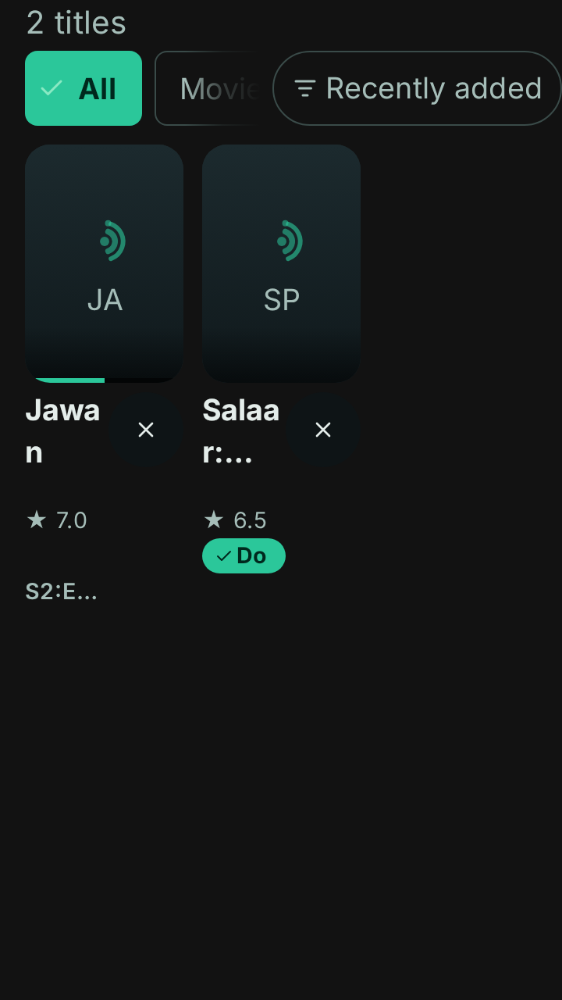 2 titles
All
Movie
Recently added
JA
SP
Jawa
n
Salaa
r:...
★ 7.0
★ 6.5
Do
S2:E...